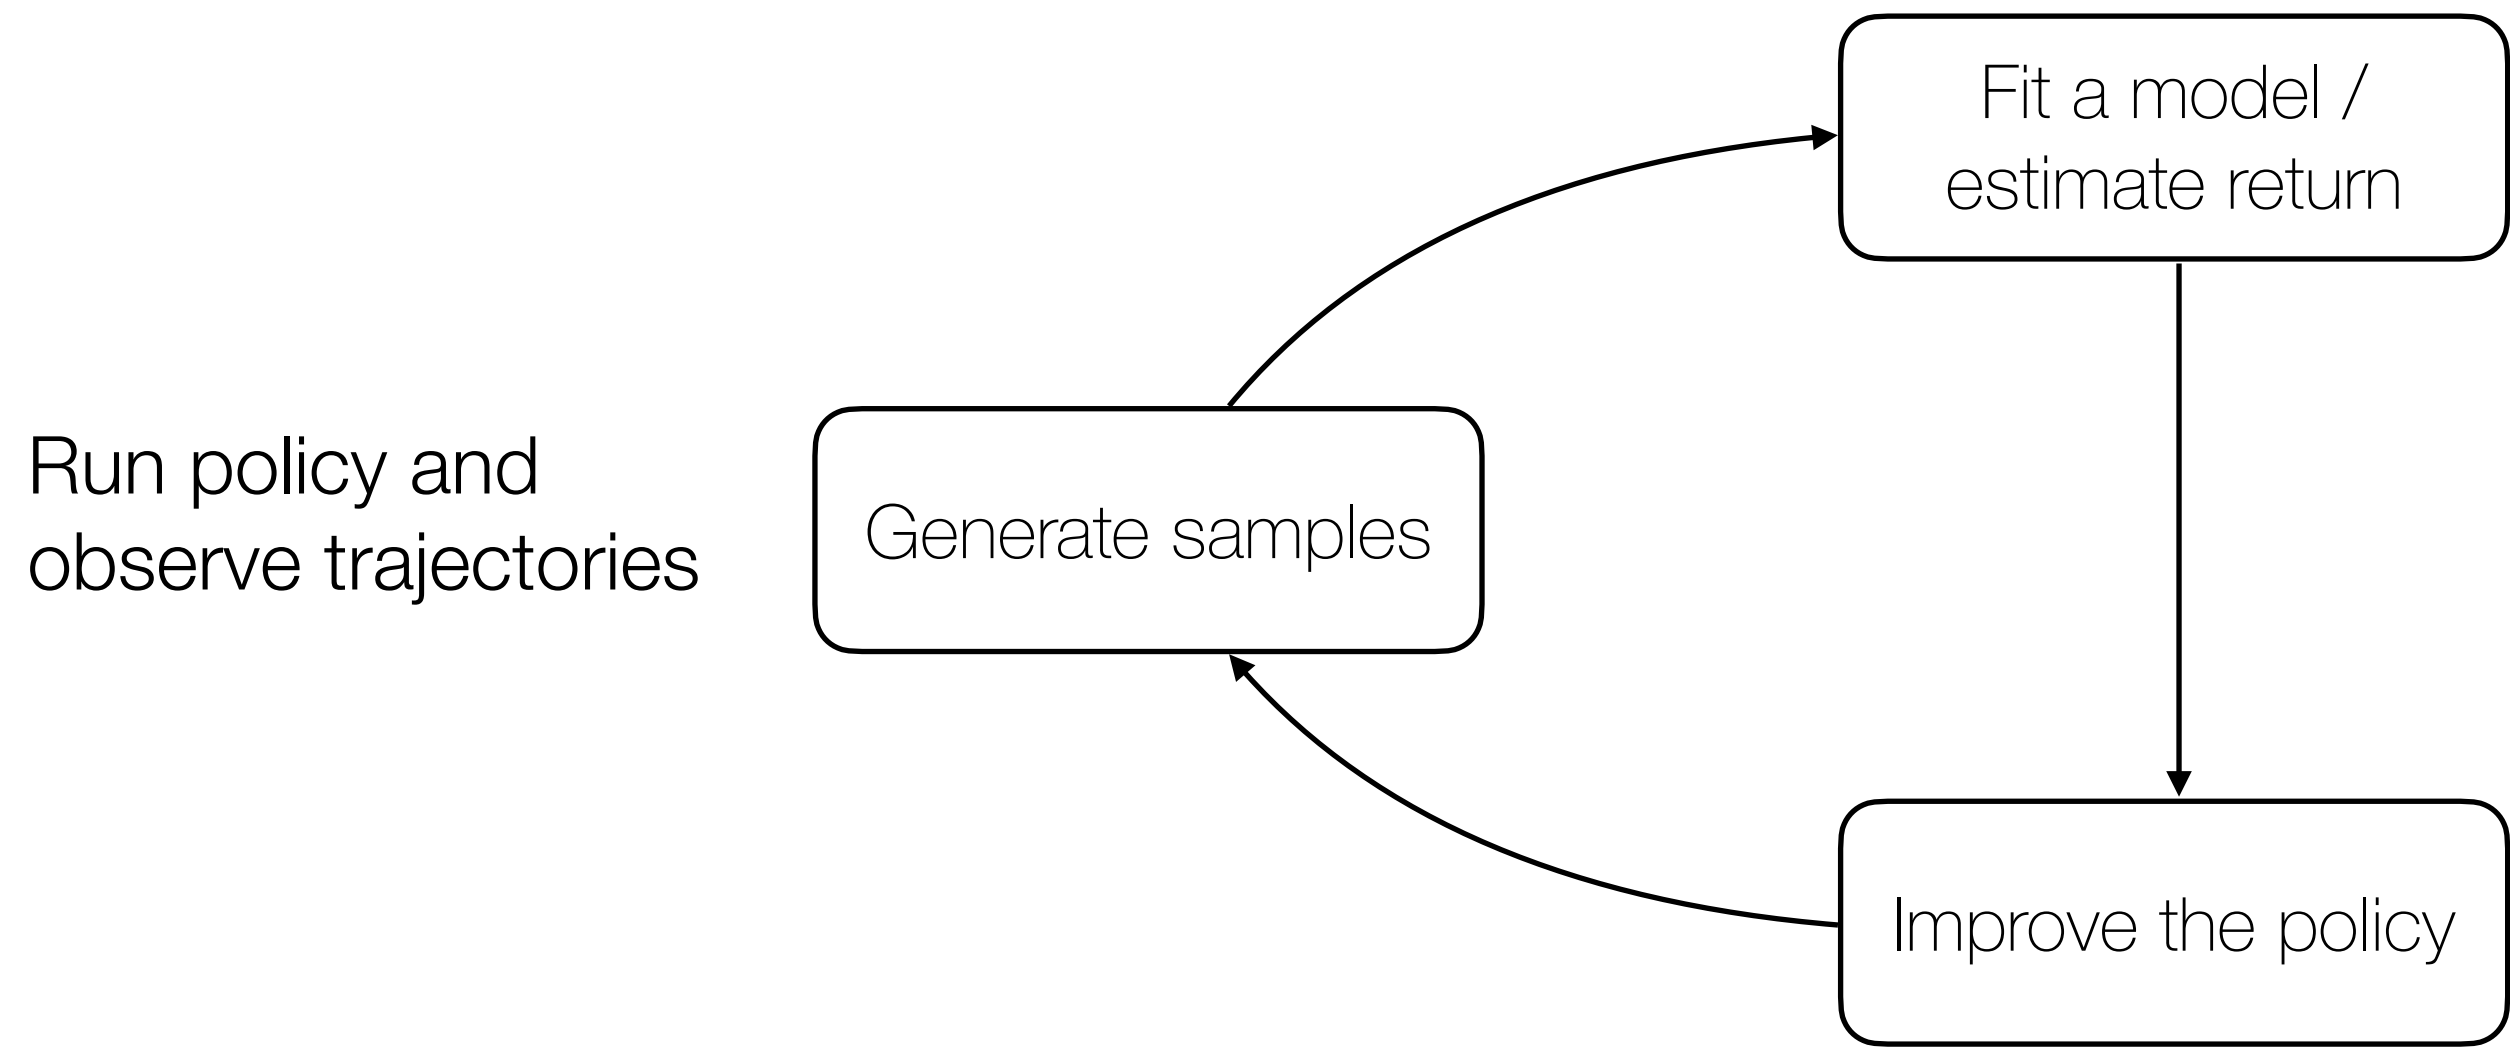 Fit a model /
estimate return
Run policy and
observe trajectories
Generate samples
Improve the policy